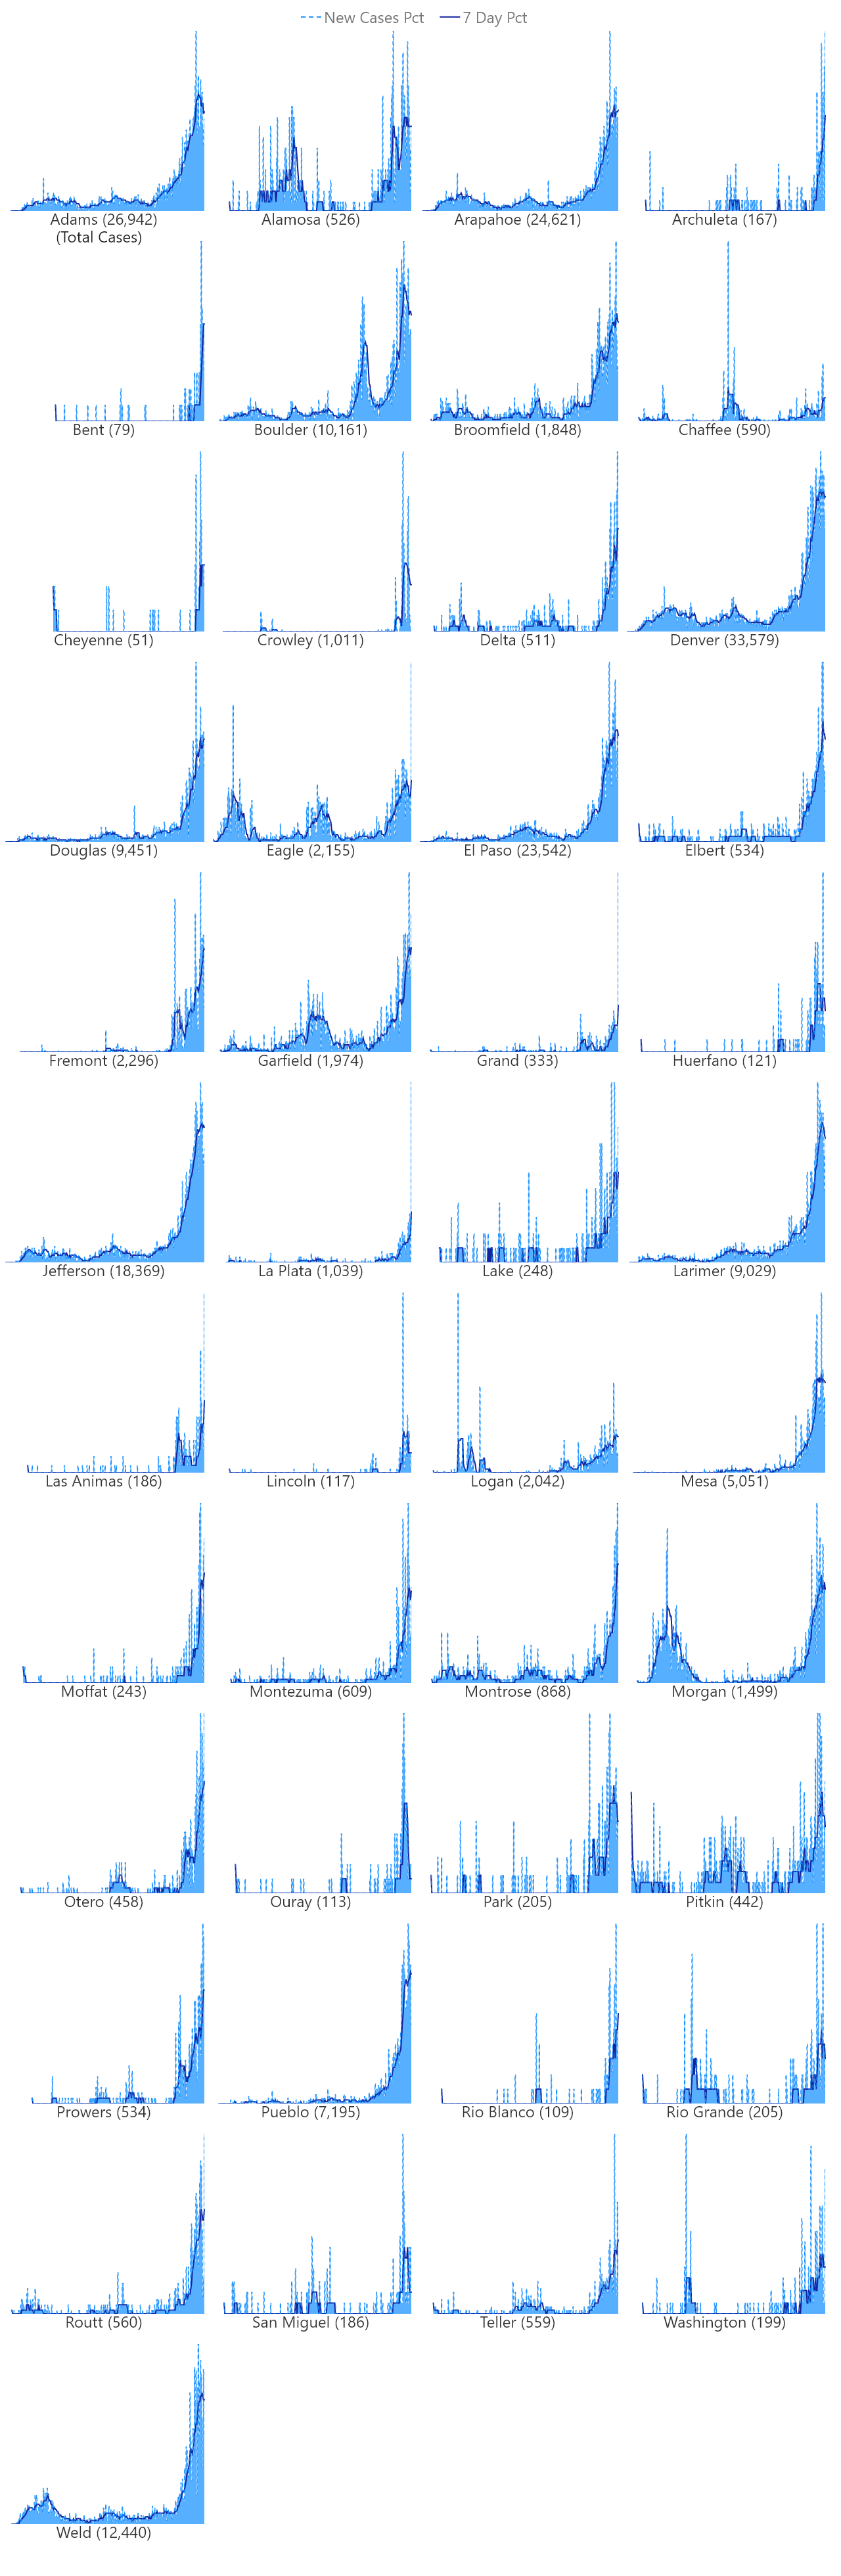 New Cases Pct 7 Day Pct
Adams (26,942) Alamosa (526) Arapahoe (24,621) Archuleta (167)
(Total Cases)
Bent (79) Boulder (10,161) Broomfield (1,848) Chaffee (590)
Cheyenne (51) Crowley (1,011) Delta (511) Denver (33,579)
Douglas (9,451) Eagle (2,155) El Paso (23,542) Elbert (534)
Fremont (2,296) Garfield (1,974) Grand (333) Huerfano (121)
Jefferson (18,369) La Plata (1,039) Lake (248) Larimer (9,029)
Las Animas (186) Lincoln (117) Logan (2,042) Mesa (5,051)
Moffat (243) Montezuma (609) Montrose (868) Morgan (1,499)
Otero (458) Ouray (113) Park (205) Pitkin (442)
Prowers (534) Pueblo (7,195) Rio Blanco (109) Rio Grande (205)
Routt (560) San Miguel (186) Teller (559) Washington (199)
Weld (12,440)